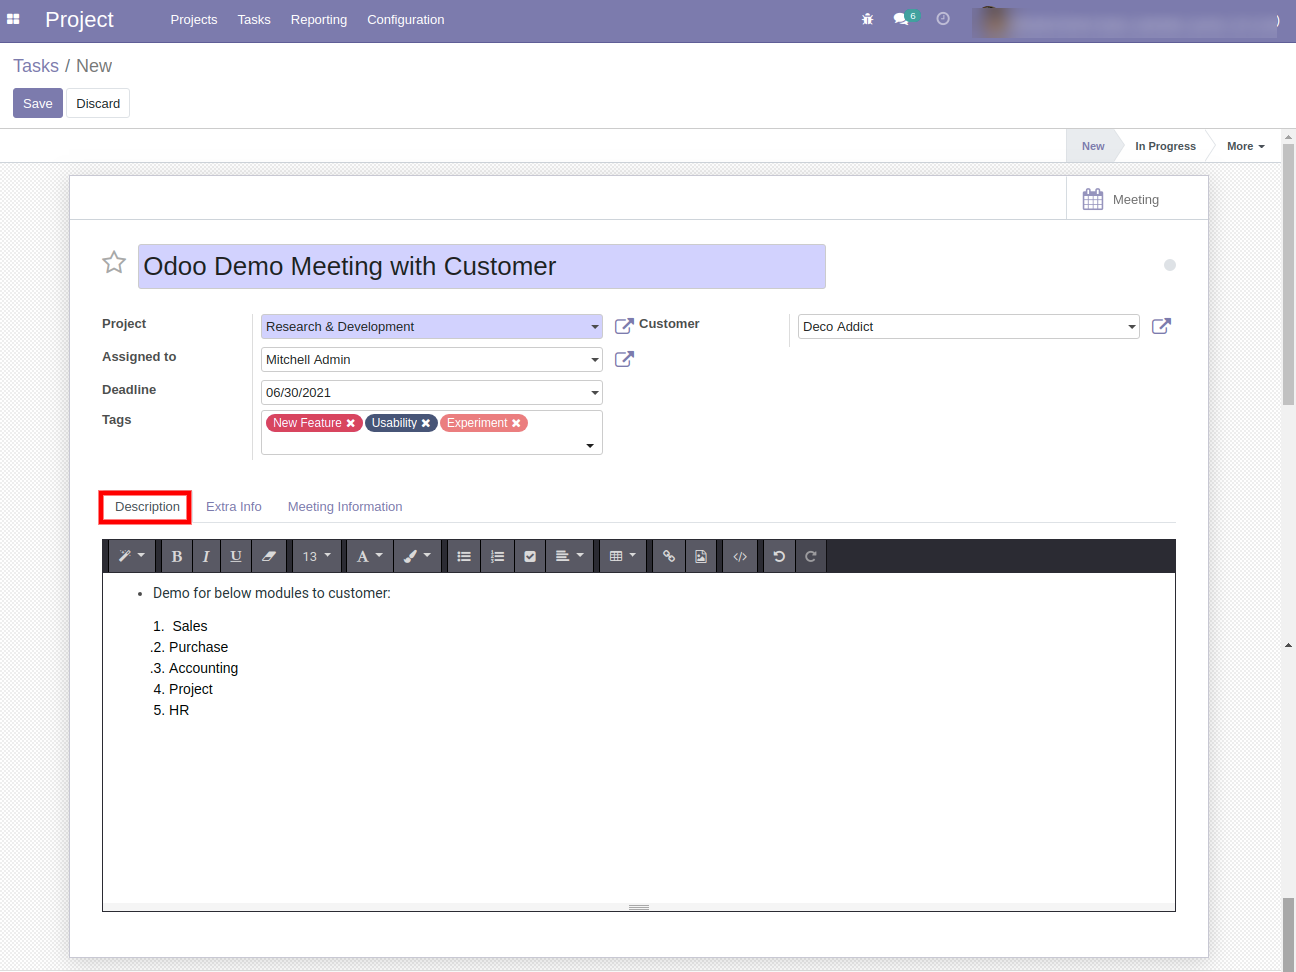 Project Projects Tasks Reporting Configuration 6 )
Tasks / New
Save Discard
New In Progress More
Meeting
Odoo Demo Meeting with Customer
Project Research & Development Customer Deco Addict
Assigned to Mitchell Admin
Deadline 06/30/2021
Tags New Feature Usability Experiment
Description Extra Info Meeting Information
B I U 13 A </>
• Demo for below modules to customer:
1. Sales
.2. Purchase
.3. Accounting
4. Project
5. HR